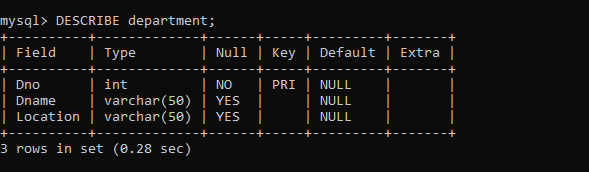 mysql> DESCRIBE department;
+----------+-------------+------+-----+---------+-------+
| Field    | Type        | Null | Key | Default | Extra |
+----------+-------------+------+-----+---------+-------+
| Dno      | int         | NO   | PRI | NULL    |       |
| Dname    | varchar(50) | YES  |     | NULL    |       |
| Location | varchar(50) | YES  |     | NULL    |       |
+----------+-------------+------+-----+---------+-------+
3 rows in set (0.28 sec)